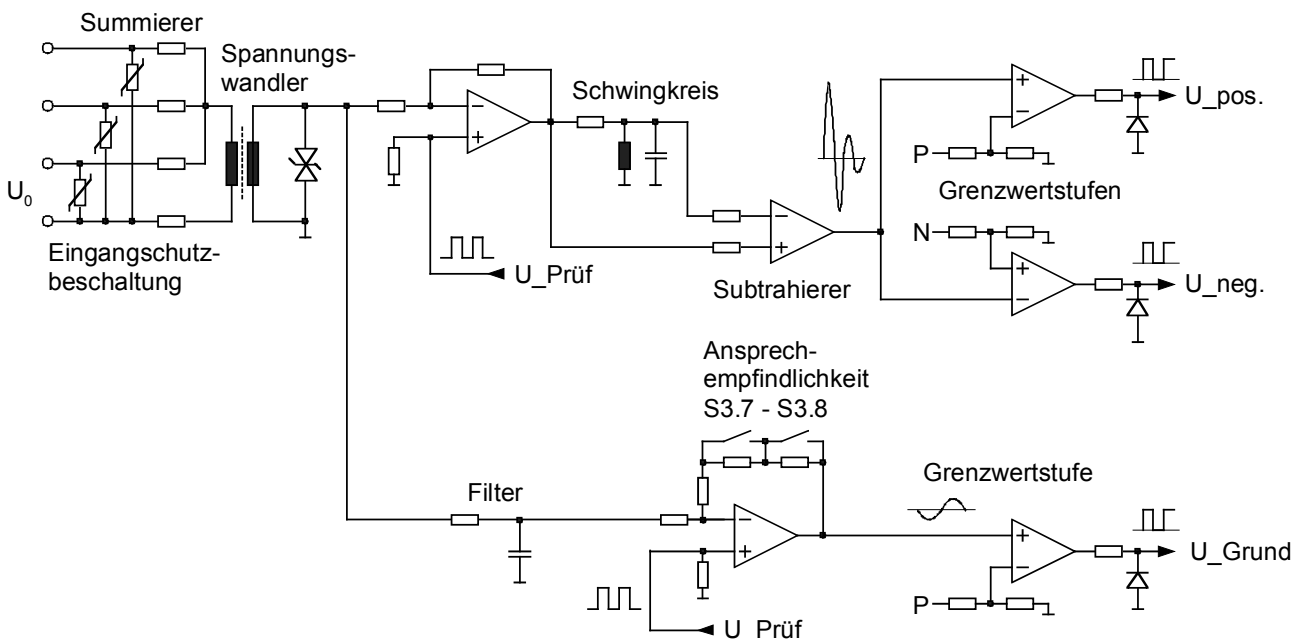 Summierer
Spannungs-
wandler
Schwingkreis
U_pos.
P
Grenzwertstufen
U0
N
Eingangschutz-
beschaltung
U_Prüf
Subtrahierer
U_neg.
Ansprech-
empfindlichkeit
S3.7 - S3.8
Filter
Grenzwertstufe
U_Grund
P
U_Prüf